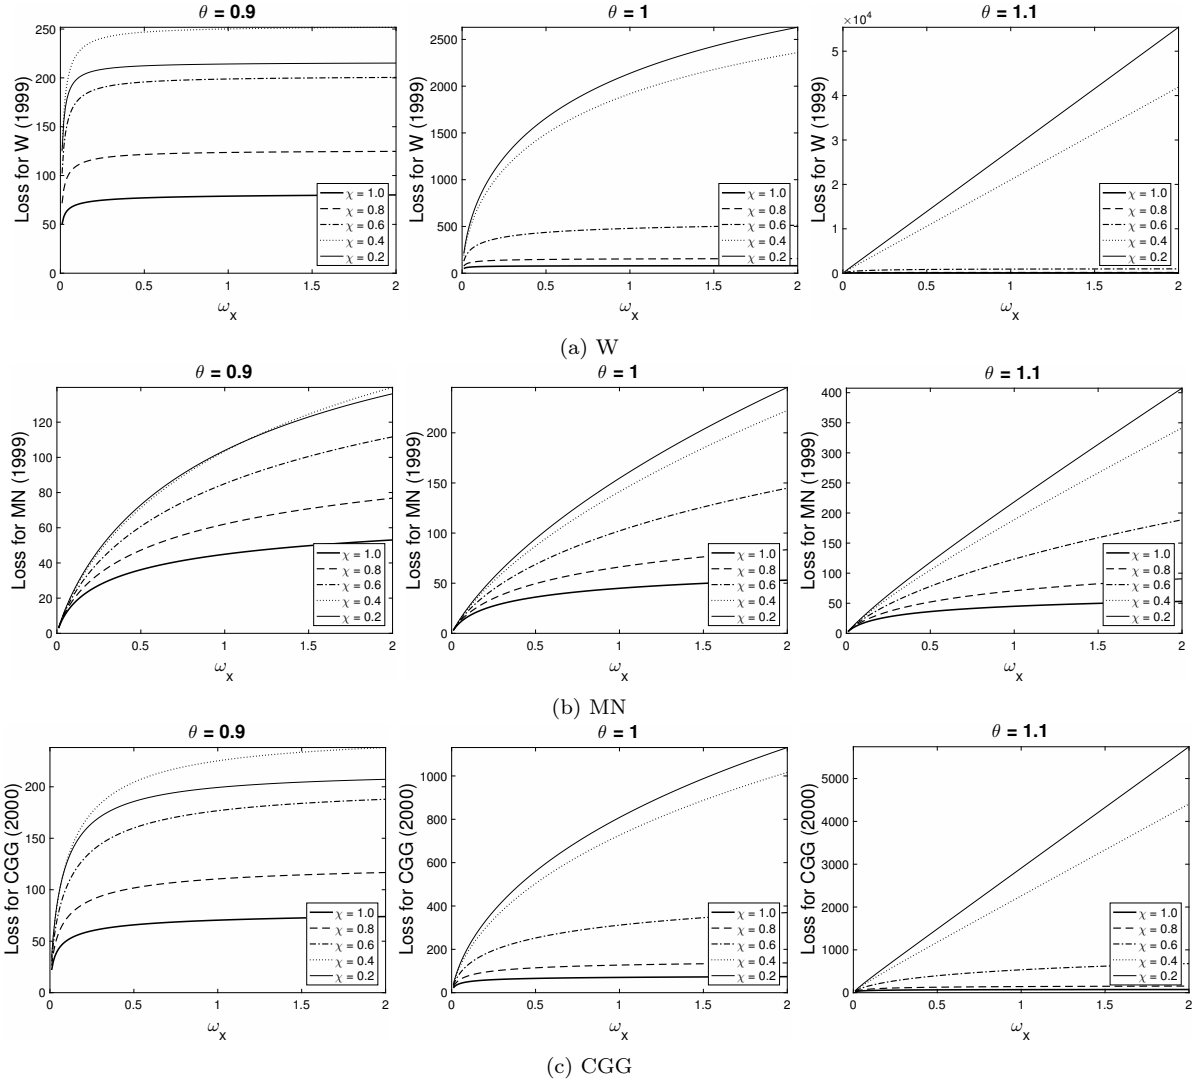 θ = 0.9
Loss for W (1999)
250
200
150
100
50
0
0 0.5 1 1.5 2
ω_x
χ = 1.0
χ = 0.8
χ = 0.6
χ = 0.4
χ = 0.2
θ = 1
Loss for W (1999)
2500
2000
1500
1000
500
0
0 0.5 1 1.5 2
ω_x
χ = 1.0
χ = 0.8
χ = 0.6
χ = 0.4
χ = 0.2
θ = 1.1
×10^4
Loss for W (1999)
5
4
3
2
1
0
0 0.5 1 1.5 2
ω_x
χ = 1.0
χ = 0.8
χ = 0.6
χ = 0.4
χ = 0.2
(a) W
θ = 0.9
Loss for MN (1999)
120
100
80
60
40
20
0
0 0.5 1 1.5 2
ω_x
χ = 1.0
χ = 0.8
χ = 0.6
χ = 0.4
χ = 0.2
θ = 1
Loss for MN (1999)
200
150
100
50
0
0 0.5 1 1.5 2
ω_x
χ = 1.0
χ = 0.8
χ = 0.6
χ = 0.4
χ = 0.2
θ = 1.1
Loss for MN (1999)
400
350
300
250
200
150
100
50
0
0 0.5 1 1.5 2
ω_x
χ = 1.0
χ = 0.8
χ = 0.6
χ = 0.4
χ = 0.2
(b) MN
θ = 0.9
Loss for CGG (2000)
200
150
100
50
0
0 0.5 1 1.5 2
ω_x
χ = 1.0
χ = 0.8
χ = 0.6
χ = 0.4
χ = 0.2
θ = 1
Loss for CGG (2000)
1000
800
600
400
200
0
0 0.5 1 1.5 2
ω_x
χ = 1.0
χ = 0.8
χ = 0.6
χ = 0.4
χ = 0.2
θ = 1.1
Loss for CGG (2000)
5000
4000
3000
2000
1000
0
0 0.5 1 1.5 2
ω_x
χ = 1.0
χ = 0.8
χ = 0.6
χ = 0.4
χ = 0.2
(c) CGG